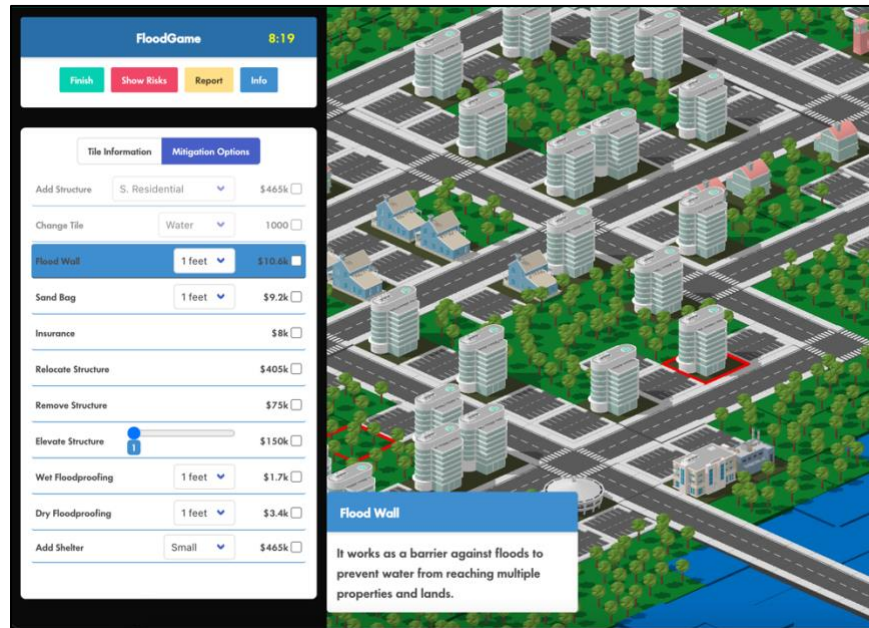 FloodGame 8:19
Finish Show Risks Report Info
Tile Information Mitigation Options
Add Structure S. Residential $465k
Change Tile Water 1000
Flood Wall 1 feet $10.6k
Sand Bag 1 feet $9.2k
Insurance $8k
Relocate Structure $405k
Remove Structure $75k
Elevate Structure 1 $150k
Wet Floodproofing 1 feet $1.7k
Dry Floodproofing 1 feet $3.4k
Add Shelter Small $465k
Flood Wall
It works as a barrier against floods to
prevent water from reaching multiple
properties and lands.